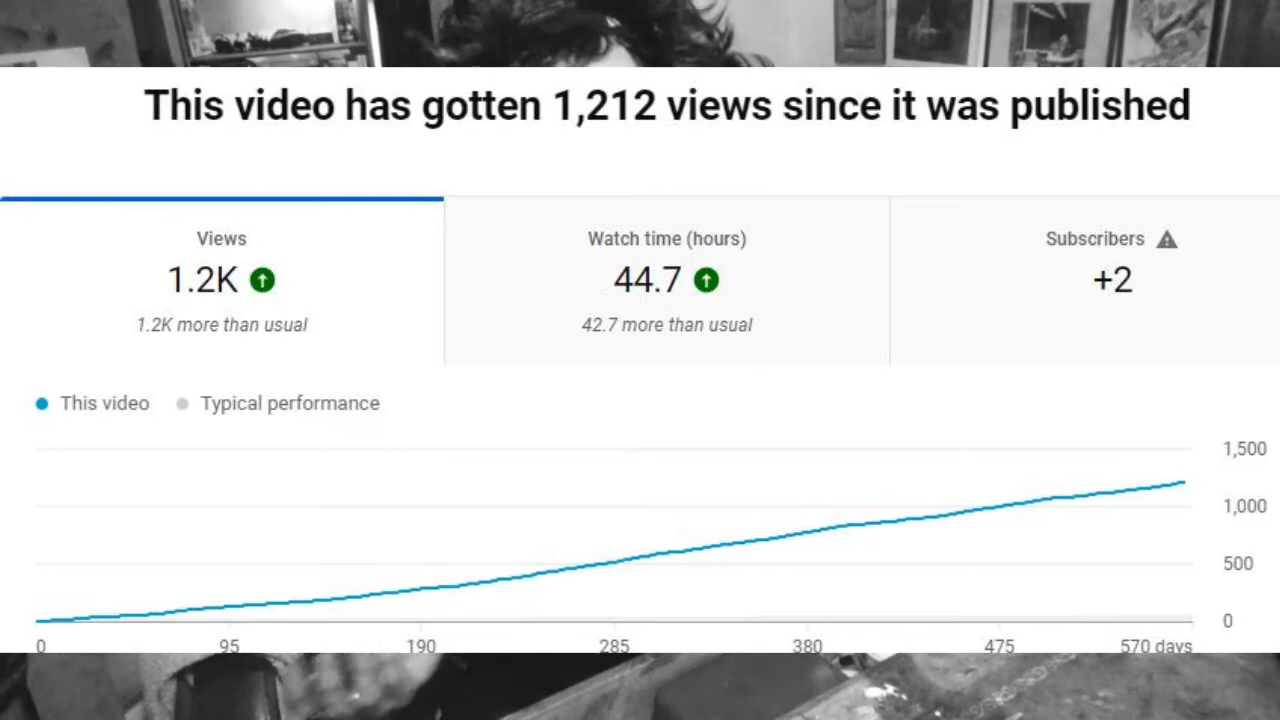 This video has gotten 1,212 views since it was published
Views Watch time (hours) Subscribers
1.2K 44.7 +2
1.2K more than usual 42.7 more than usual
This video Typical performance
1,500
1,000
500
0
0 95 190 285 380 475 570 days